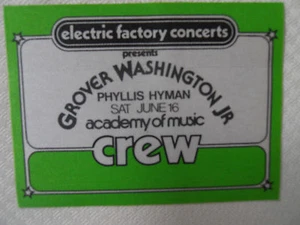 electric factory concerts
presents
GROVER WASHINGTON JR
PHYLLIS HYMAN
SAT JUNE 16
academy of music
crew